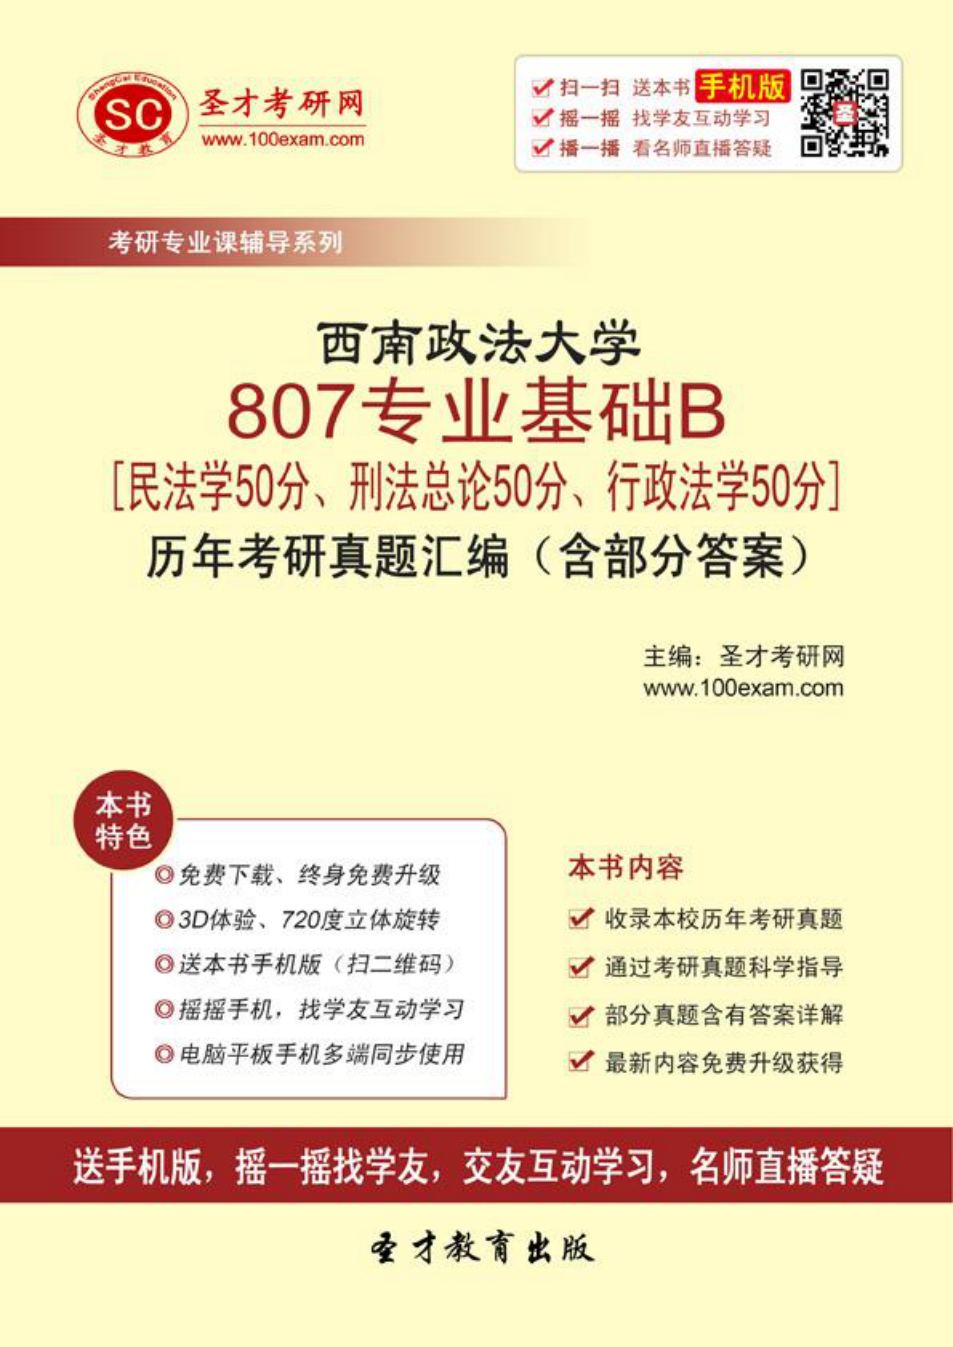 ShengCai Education
SC
圣才教育
圣才考研网
www.100exam.com
扫一扫 送本书 手机版
摇一摇 找学友互动学习
播一播 看名师直播答疑
圣
考研专业课辅导系列
西南政法大学
807专业基础B
[民法学50分、刑法总论50分、行政法学50分]
历年考研真题汇编（含部分答案）
主编：圣才考研网
www.100exam.com
本书
特色
◎免费下载、终身免费升级
◎3D体验、720度立体旋转
◎送本书手机版（扫二维码）
◎摇摇手机，找学友互动学习
◎电脑平板手机多端同步使用
本书内容
收录本校历年考研真题
通过考研真题科学指导
部分真题含有答案详解
最新内容免费升级获得
送手机版，摇一摇找学友，交友互动学习，名师直播答疑
圣才教育出版